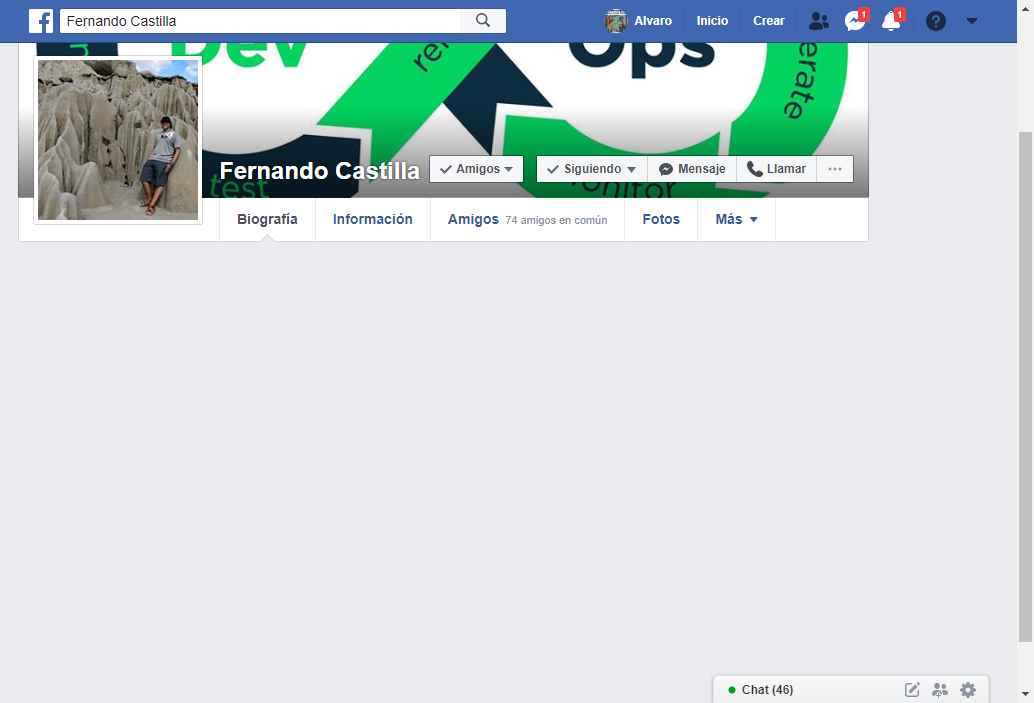 Fernando Castilla
Alvaro
Inicio
Crear
1
1
?
Dev
Ops
erate
Fernando Castilla
Amigos
Siguiendo
Mensaje
Llamar
test
monitor
Biografía
Información
Amigos 74 amigos en común
Fotos
Más
Chat (46)